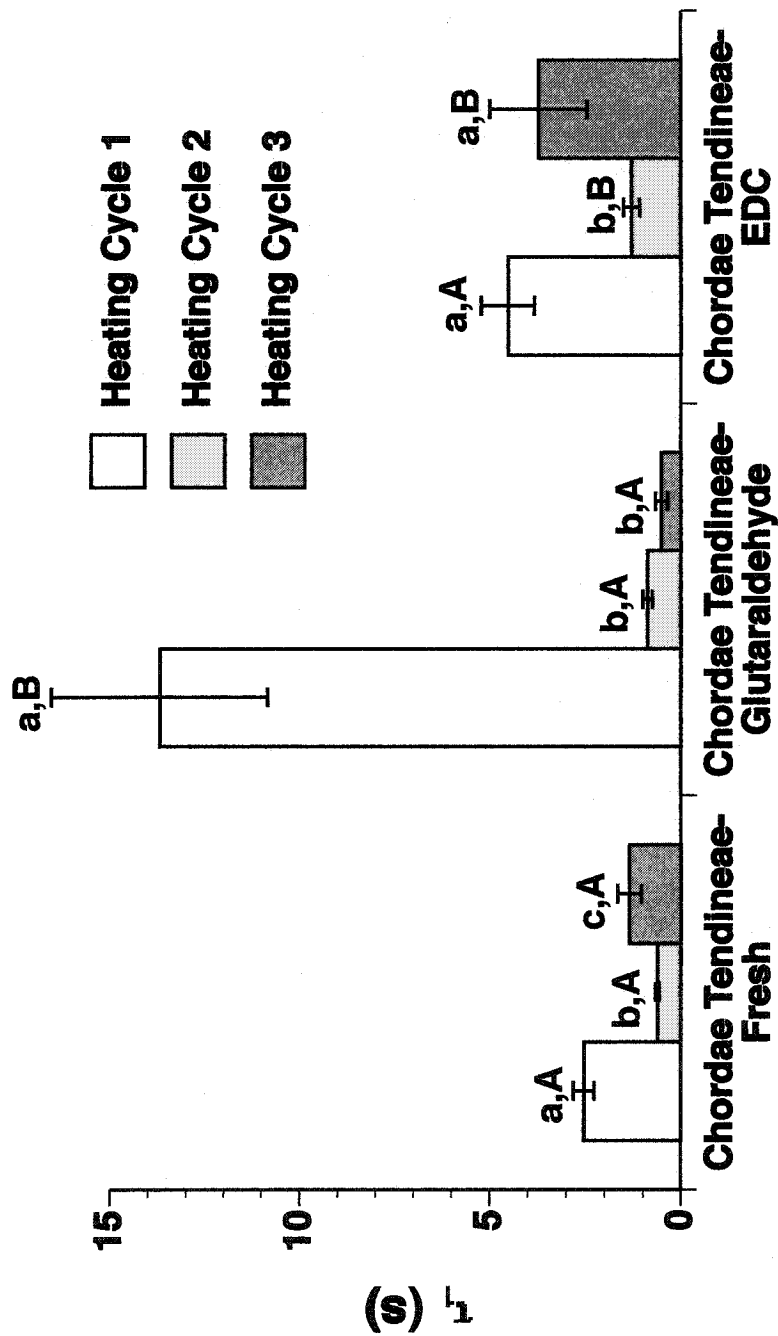 (s)
15
10
5
0
Heating Cycle 1
Heating Cycle 2
Heating Cycle 3
a,A
b,A
c,A
a,B
b,A
b,A
a,A
b,B
a,B
Chordae Tendineae-
Fresh
Chordae Tendineae-
Glutaraldehyde
Chordae Tendineae-
EDC